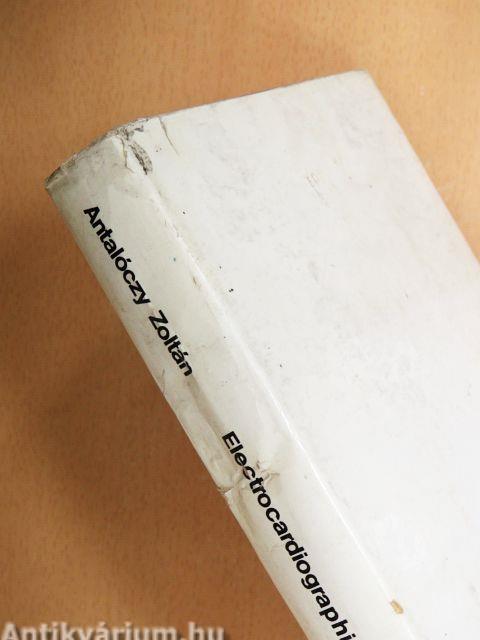 Antalóczy Zoltán
Electrocardiographi
Antikvárium.hu